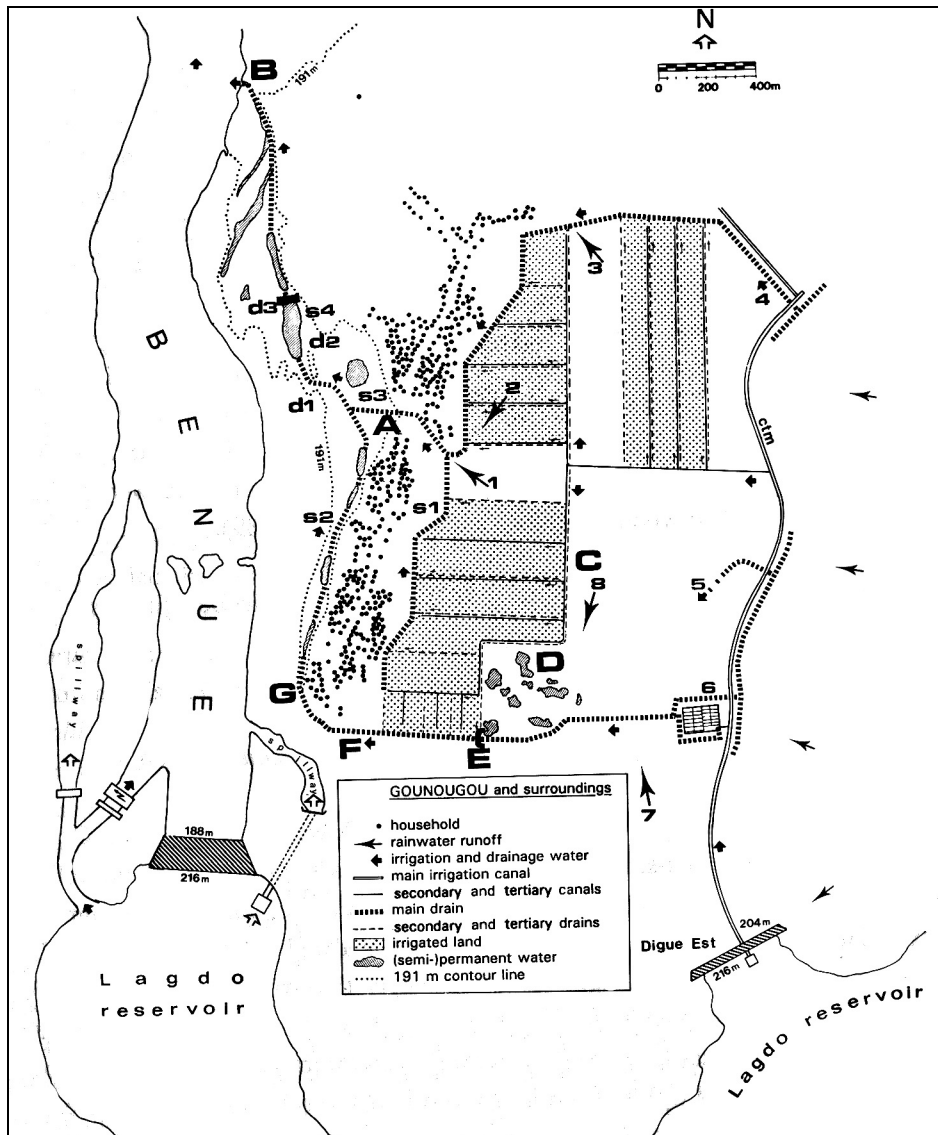 N
0 200 400m
B
191m
3
4
d3 s4
d2
2
BENUE
ctm
d1
s3
A
191m
1
s1
s2
C
8
5
D
6
G
F
E
7
spillway
spillway
188m
216m
GOUNOUGOU and surroundings
household
rainwater runoff
irrigation and drainage water
main irrigation canal
secondary and tertiary canals
main drain
secondary and tertiary drains
irrigated land
(semi-)permanent water
191 m contour line
Digue Est
204m
216m
Lagdo
reservoir
Lagdo reservoir